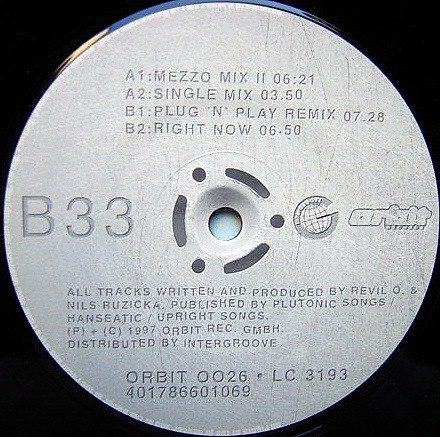 A1:MEZZO MIX II 06:21
A2:SINGLE MIX 03.50
B1:PLUG 'N' PLAY REMIX 07.28
B2:RIGHT NOW 06.50
B33
ALL TRACKS WRITTEN AND PRODUCED BY REVIL O. &
NILS RUZICKA. PUBLISHED BY PLUTONIC SONGS /
HANSEATIC / UPRIGHT SONGS.
(P) + (C) 1997 ORBIT REC. GMBH.
DISTRIBUTED BY INTERGROOVE
ORBIT OO26 • LC 3193
401786601069